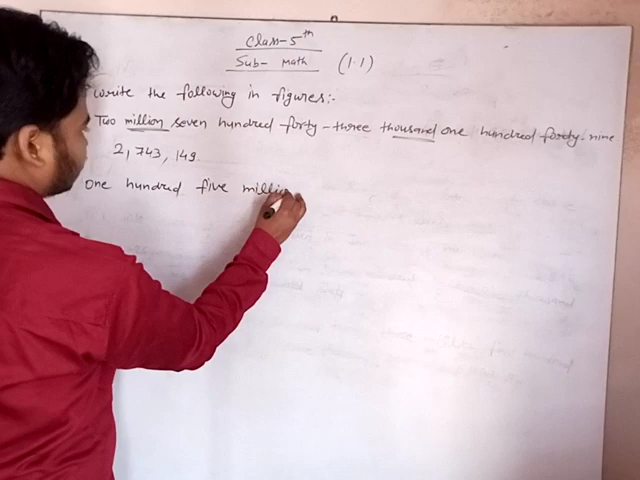 Class-5th
Sub- Math (1.1)
write the following in figures:-
Two million seven hundred forty-three thousand one hundred forty-nine
2, 743, 149.
one hundred five millio